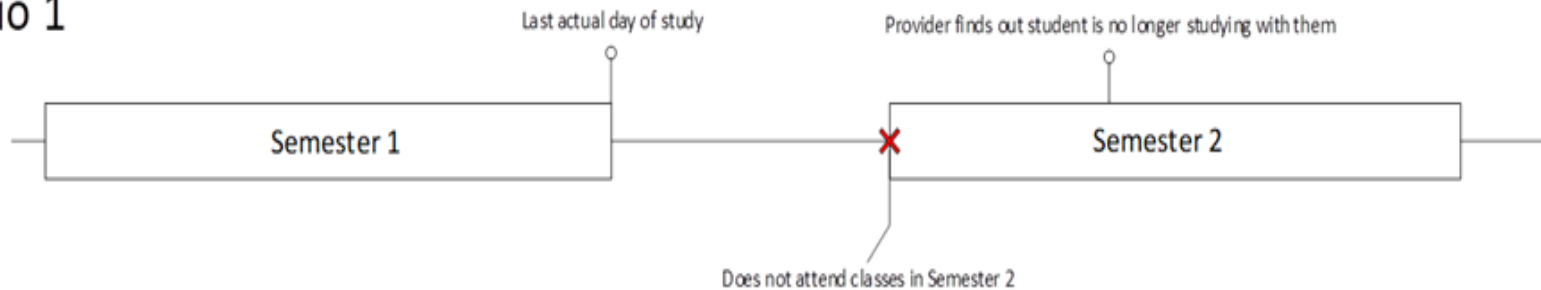 1
Last actual day of study
Provider finds out student is no longer studying with them
Semester 1
Semester 2
Does not attend classes in Semester 2